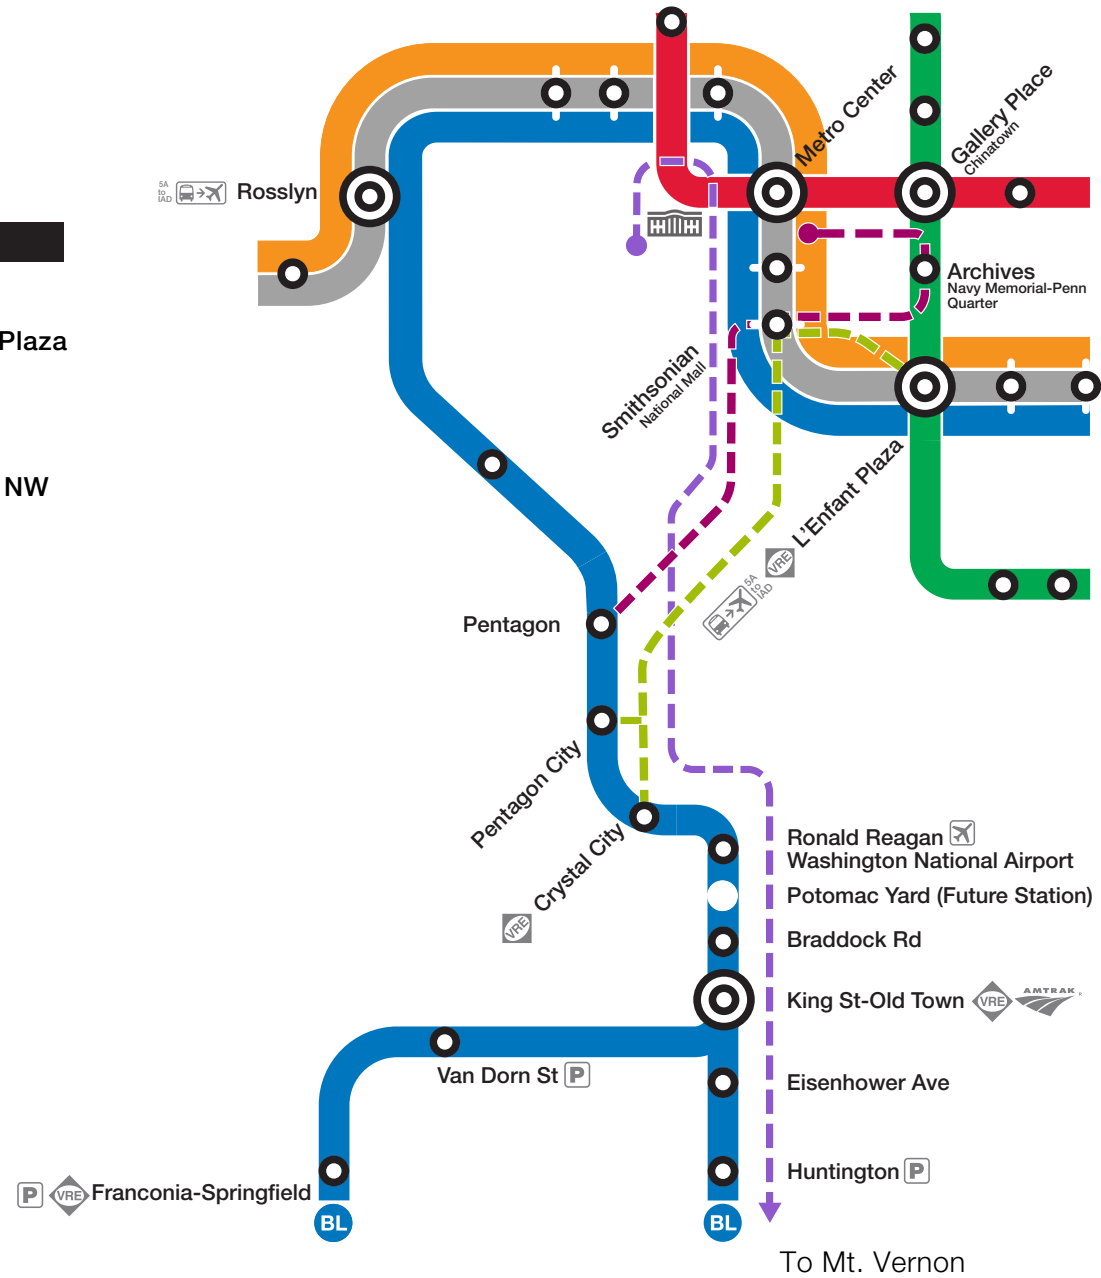 Metro Center
Gallery Place
Chinatown
5A
to
IAD
Rosslyn
Archives
Navy Memorial-Penn
Quarter
Plaza
Smithsonian
National Mall
NW
L’Enfant Plaza
VRE
5A
to
IAD
Pentagon
Pentagon City
Crystal City
VRE
Ronald Reagan
Washington National Airport
Potomac Yard (Future Station)
Braddock Rd
King St-Old Town VRE AMTRAK
Van Dorn St P
Eisenhower Ave
Huntington P
P VRE Franconia-Springfield
BL
BL
To Mt. Vernon